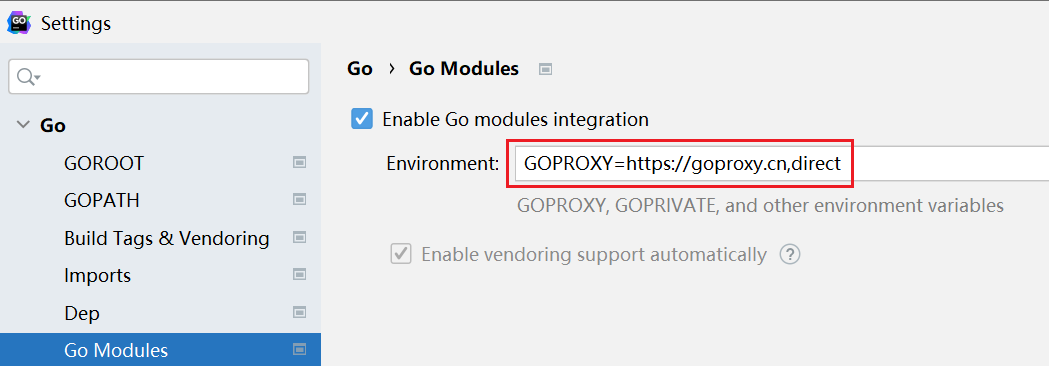 Settings
Go
GOROOT
GOPATH
Build Tags & Vendoring
Imports
Dep
Go Modules
Go › Go Modules
Enable Go modules integration
Environment: GOPROXY=https://goproxy.cn,direct
GOPROXY, GOPRIVATE, and other environment variables
Enable vendoring support automatically ?